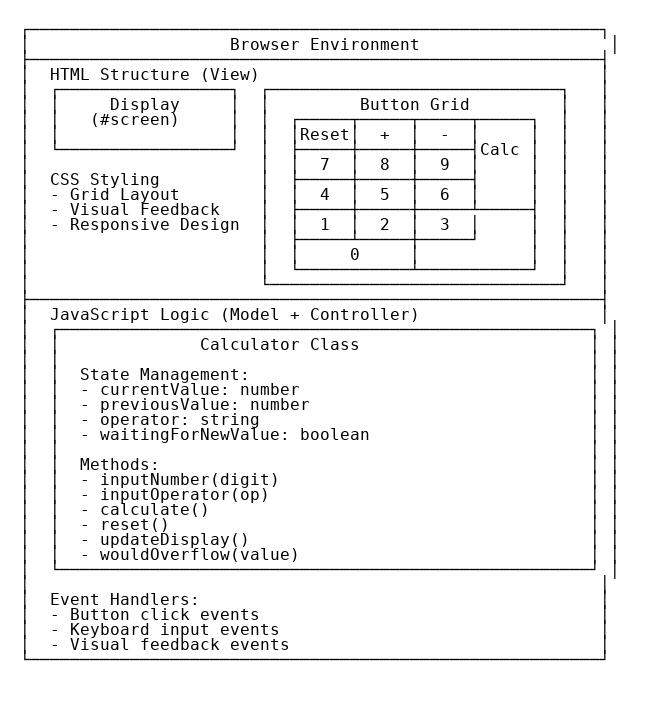 Browser Environment
HTML Structure (View)
Display
(#screen)
Button Grid
Reset + -
Calc
7 8 9
CSS Styling
- Grid Layout
- Visual Feedback
- Responsive Design
4 5 6
1 2 3
0
JavaScript Logic (Model + Controller)
Calculator Class
State Management:
- currentValue: number
- previousValue: number
- operator: string
- waitingForNewValue: boolean
Methods:
- inputNumber(digit)
- inputOperator(op)
- calculate()
- reset()
- updateDisplay()
- wouldOverflow(value)
Event Handlers:
- Button click events
- Keyboard input events
- Visual feedback events